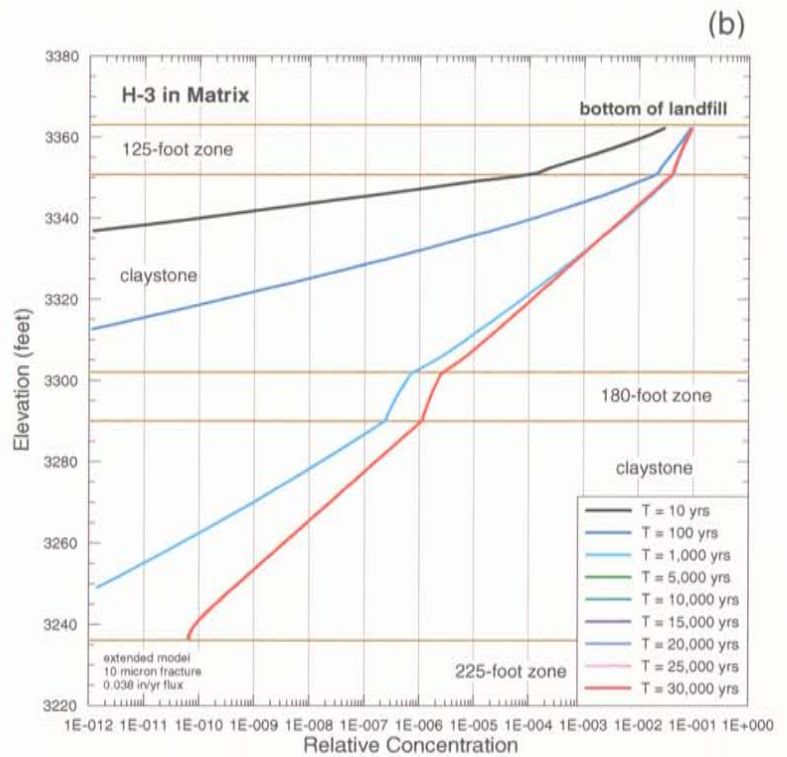 (b)
3380
H-3 in Matrix
bottom of landfill
3360
125-foot zone
3340
claystone
3320
3300
180-foot zone
3280
claystone
3260
3240
3220
Elevation (feet)
T = 10 yrs
T = 100 yrs
T = 1,000 yrs
T = 5,000 yrs
T = 10,000 yrs
T = 15,000 yrs
T = 20,000 yrs
T = 25,000 yrs
T = 30,000 yrs
extended model
10 micron fracture
0.038 in/yr flux
225-foot zone
1E-012 1E-011 1E-010 1E-009 1E-008 1E-007 1E-006 1E-005 1E-004 1E-003 1E-002 1E-001 1E+000
Relative Concentration